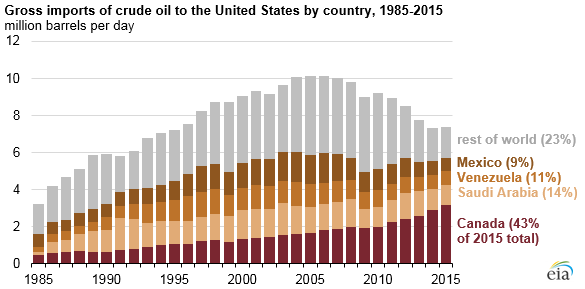 Gross imports of crude oil to the United States by country, 1985-2015
million barrels per day
12
10
8
6
4
2
0
1985
1990
1995
2000
2005
2010
2015
rest of world (23%)
Mexico (9%)
Venezuela (11%)
Saudi Arabia (14%)
Canada (43%
of 2015 total)
eia